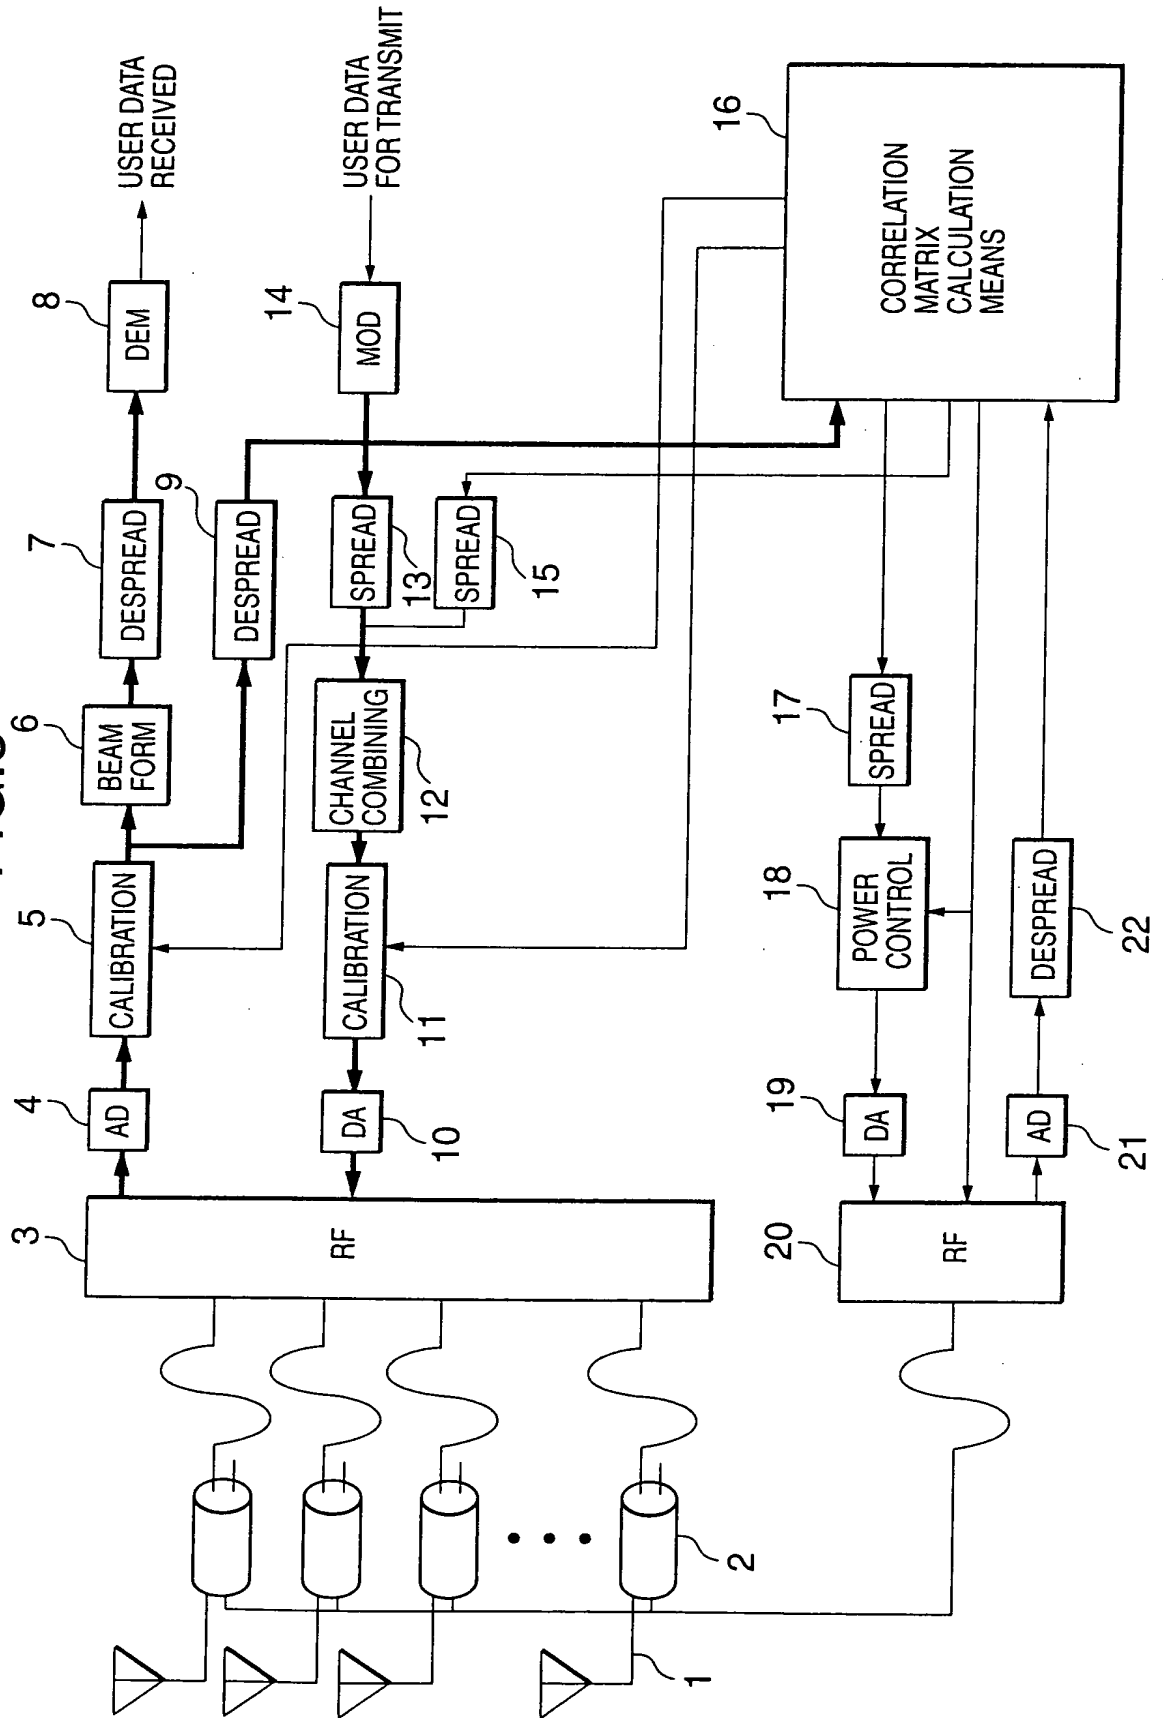 3
4
5
6
7
8
AD
CALIBRATION
BEAM
FORM
DESPREAD
DEM
USER DATA
RECEIVED
9
DESPREAD
14
RF
DA
CALIBRATION
CHANNEL
COMBINING
SPREAD
MOD
USER DATA
FOR TRANSMIT
10
11
12
13
SPREAD
15
1
2
16
CORRELATION
MATRIX
CALCULATION
MEANS
20
19
18
17
RF
DA
POWER
CONTROL
SPREAD
AD
DESPREAD
21
22